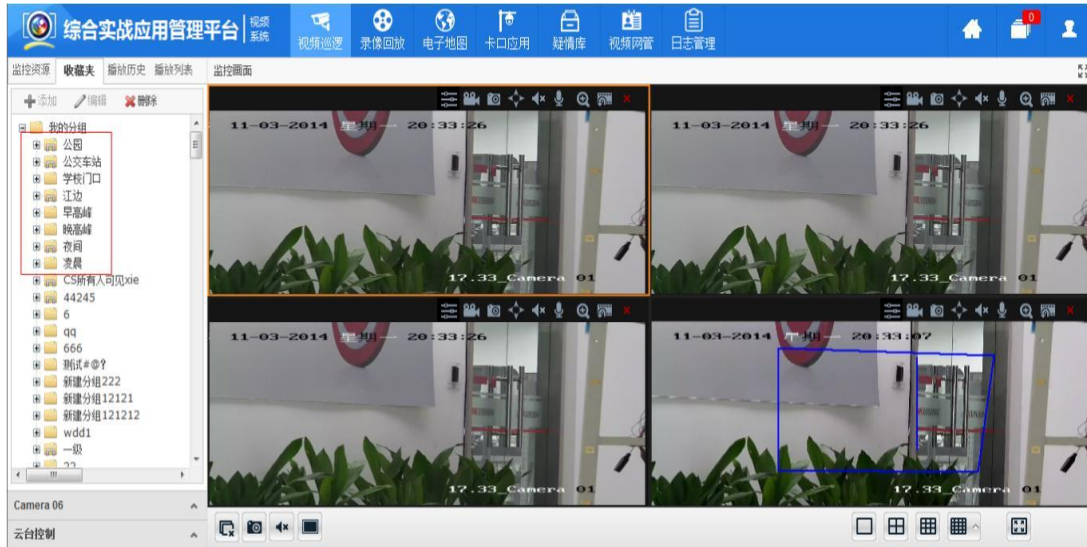 综合实战应用管理平台 视频系统
视频巡逻 录像回放 电子地图 卡口应用 疑情库 视频网管 日志管理
0
监控资源 收藏夹 播放历史 播放列表 监控画面
添加 编辑 删除
我的分组
公园
公交车站
学校门口
江边
早高峰
晚高峰
夜间
凌晨
CS所有人可见xie
44245
6
qq
666
测试#@?
新建分组222
新建分组12121
新建分组121212
wdd1
一级
22
Camera 06
云台控制
11-03-2014 星期一 20:33:26
17.33_Camera 01
11-03-2014 星期一 20:33:26
17.33_Camera 01
11-03-2014 星期一 20:33:26
17.33_Camera 01
11-03-2014 星期一 20:33:07
17.33_Camera 01